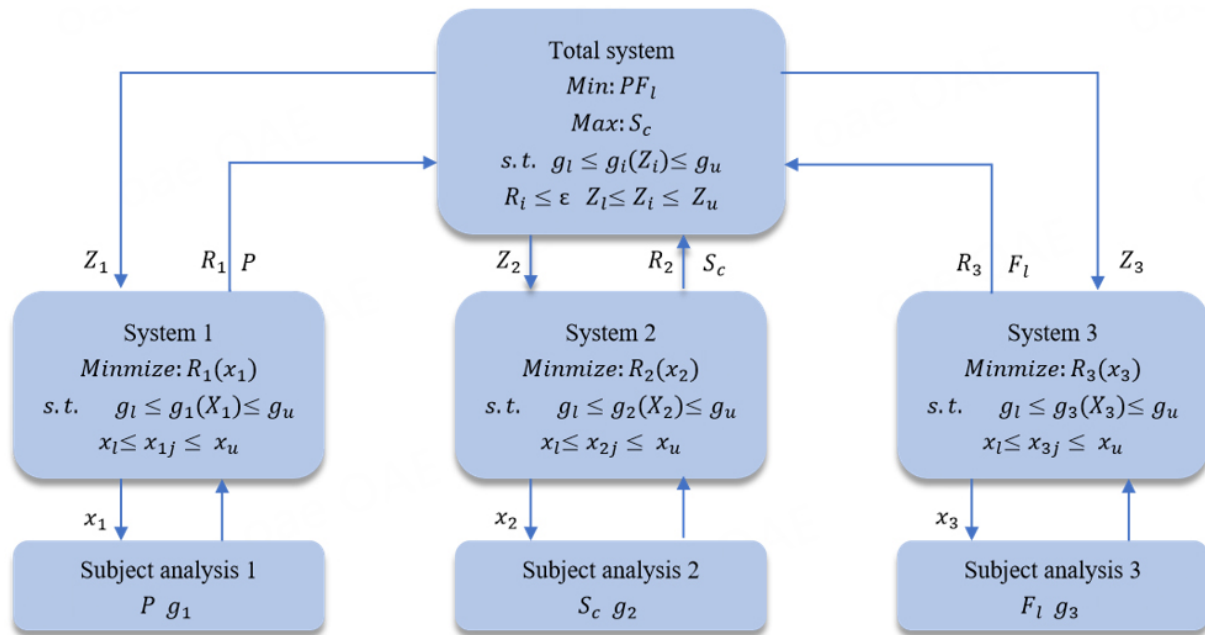 Total system
Min: PF_l
Max: S_c
s.t. g_l ≤ g_i(Z_i) ≤ g_u
R_i ≤ ε Z_l ≤ Z_i ≤ Z_u
Z_1 R_1 P Z_2 R_2 S_c R_3 F_l Z_3
System 1
Minmize: R_1(x_1)
s.t. g_l ≤ g_1(X_1) ≤ g_u
x_l ≤ x_1j ≤ x_u
System 2
Minmize: R_2(x_2)
s.t. g_l ≤ g_2(X_2) ≤ g_u
x_l ≤ x_2j ≤ x_u
System 3
Minmize: R_3(x_3)
s.t. g_l ≤ g_3(X_3) ≤ g_u
x_l ≤ x_3j ≤ x_u
x_1 x_2 x_3
Subject analysis 1
P g_1
Subject analysis 2
S_c g_2
Subject analysis 3
F_l g_3